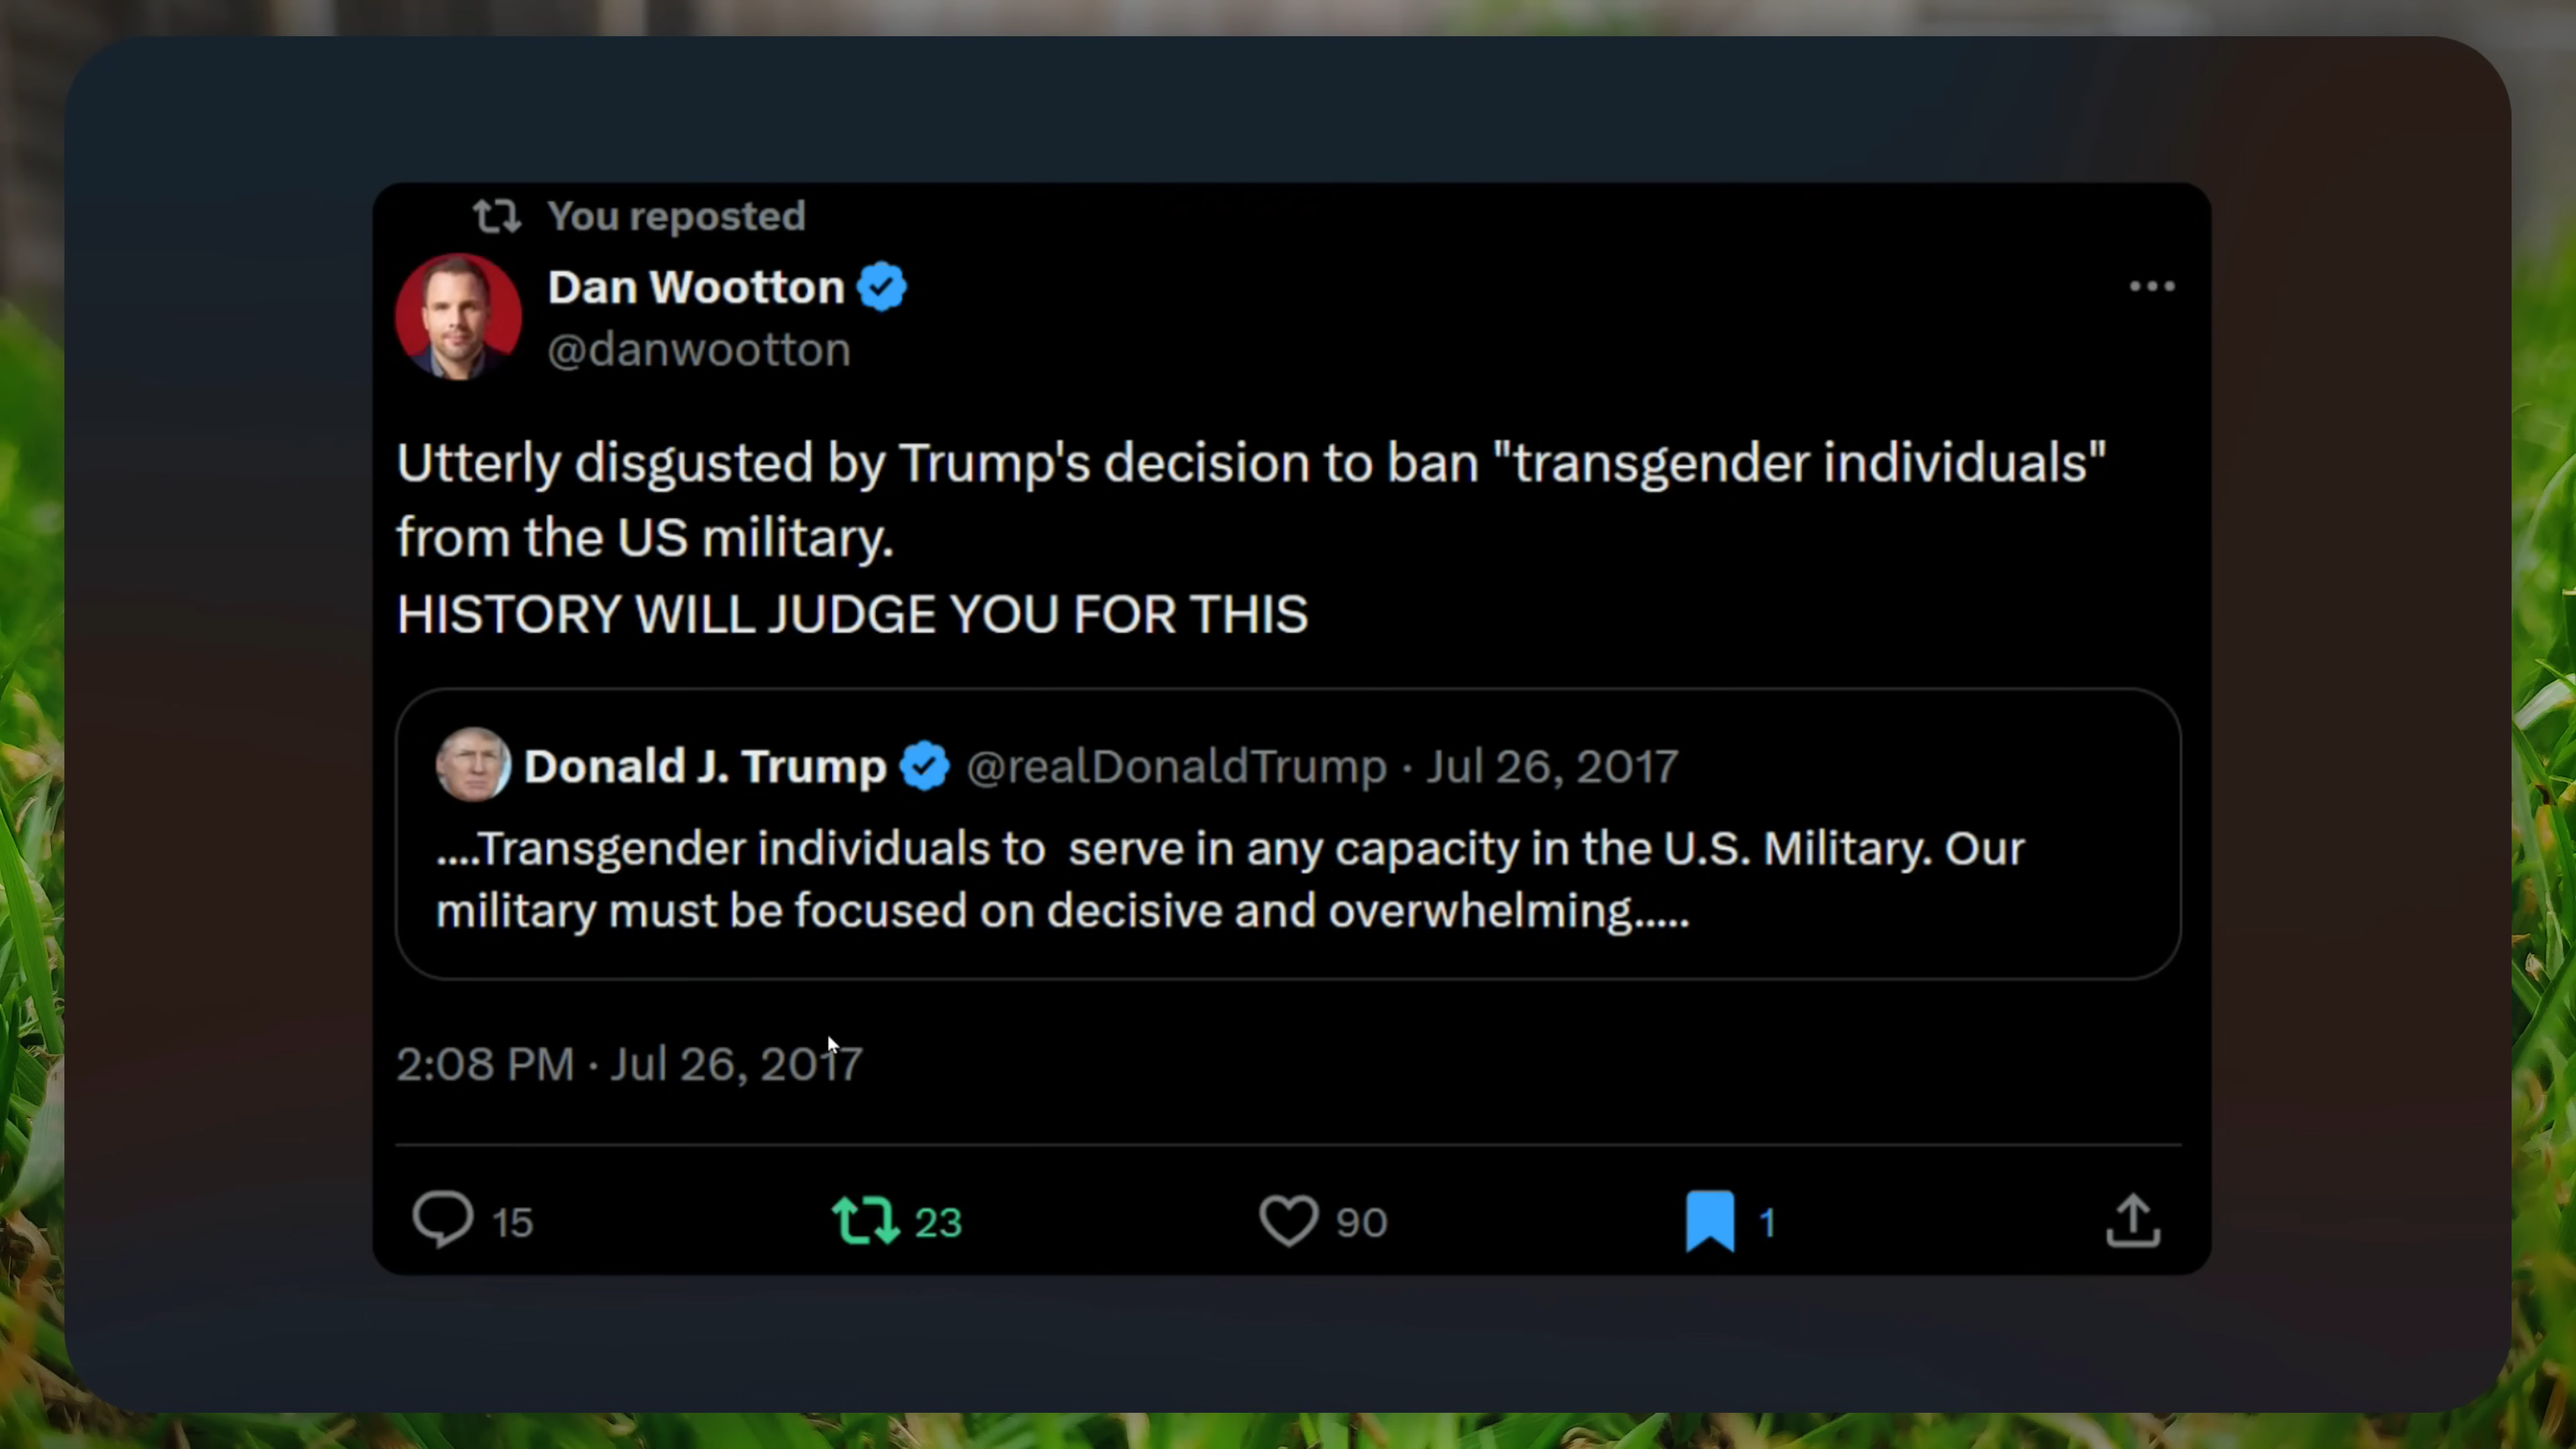 You reposted
Dan Wootton
@danwootton
Utterly disgusted by Trump's decision to ban "transgender individuals"
from the US military.
HISTORY WILL JUDGE YOU FOR THIS
Donald J. Trump @realDonaldTrump · Jul 26, 2017
....Transgender individuals to  serve in any capacity in the U.S. Military. Our
military must be focused on decisive and overwhelming.....
2:08 PM · Jul 26, 2017
15 23 90 1